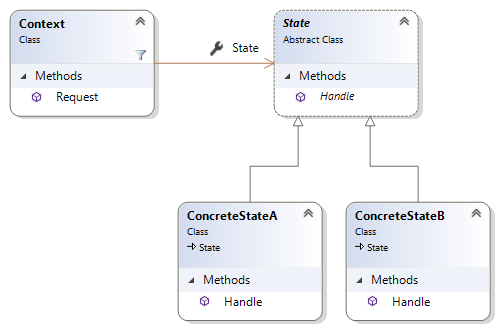 Context
Class
Methods
Request
State
State
Abstract Class
Methods
Handle
ConcreteStateA
Class
State
Methods
Handle
ConcreteStateB
Class
State
Methods
Handle